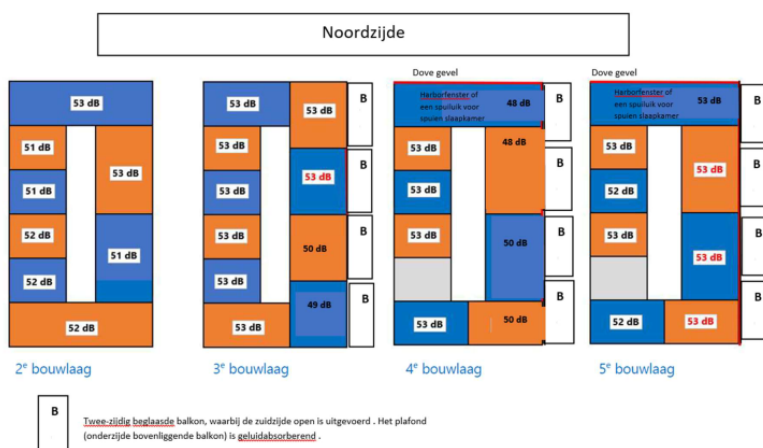 Noordzijde
Dove gevel
Dove gevel
53 dB
51 dB
53 dB
51 dB
52 dB
51 dB
52 dB
52 dB
2e bouwlaag
53 dB
53 dB
B
53 dB
53 dB
B
53 dB
53 dB
50 dB
B
53 dB
49 dB
B
53 dB
3e bouwlaag
Harborfenster of
een spuiluik voor
spuien slaapkamer
48 dB
B
53 dB
48 dB
53 dB
B
53 dB
50 dB
B
53 dB
50 dB
B
4e bouwlaag
Harborfenster of
een spuiluik voor
spuien slaapkamer
53 dB
B
53 dB
53 dB
52 dB
B
53 dB
53 dB
B
52 dB
53 dB
B
5e bouwlaag
B
Twee-zijdig beglaasde balkon, waarbij de zuidzijde open is uitgevoerd . Het plafond
(onderzijde bovenliggende balkon) is geluidabsorberend .